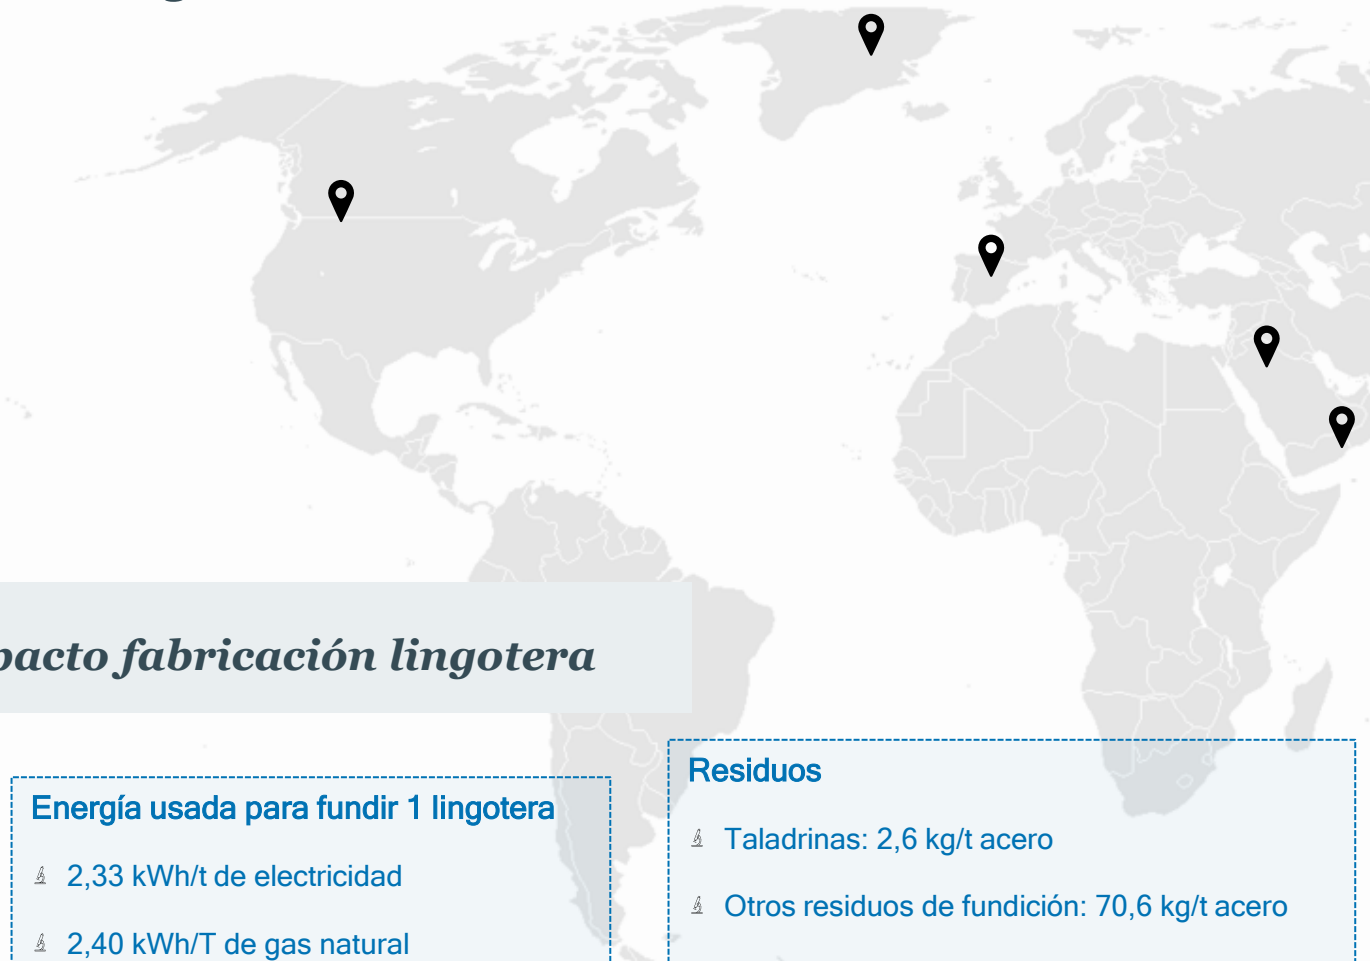 fabricación lingotera
Energía usada para fundir 1 lingotera
2,33 kWh/t de electricidad
2,40 kWh/T de gas natural
Residuos
Taladrinas: 2,6 kg/t acero
Otros residuos de fundición: 70,6 kg/t acero